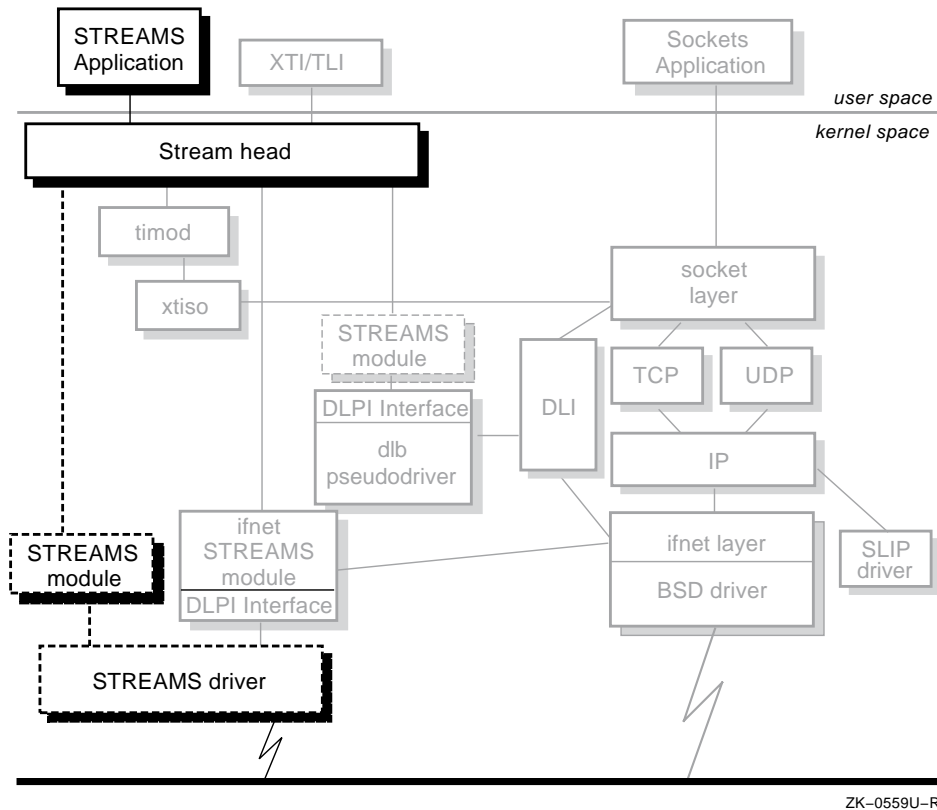 STREAMS
Application
XTI/TLI
Sockets
Application
user space
kernel space
Stream head
timod
xtiso
socket
layer
STREAMS
module
DLI
TCP
UDP
DLPI Interface
dlb
pseudodriver
IP
ifnet
STREAMS
module
DLPI Interface
ifnet layer
BSD driver
SLIP
driver
STREAMS
module
STREAMS driver
ZK–0559U–R